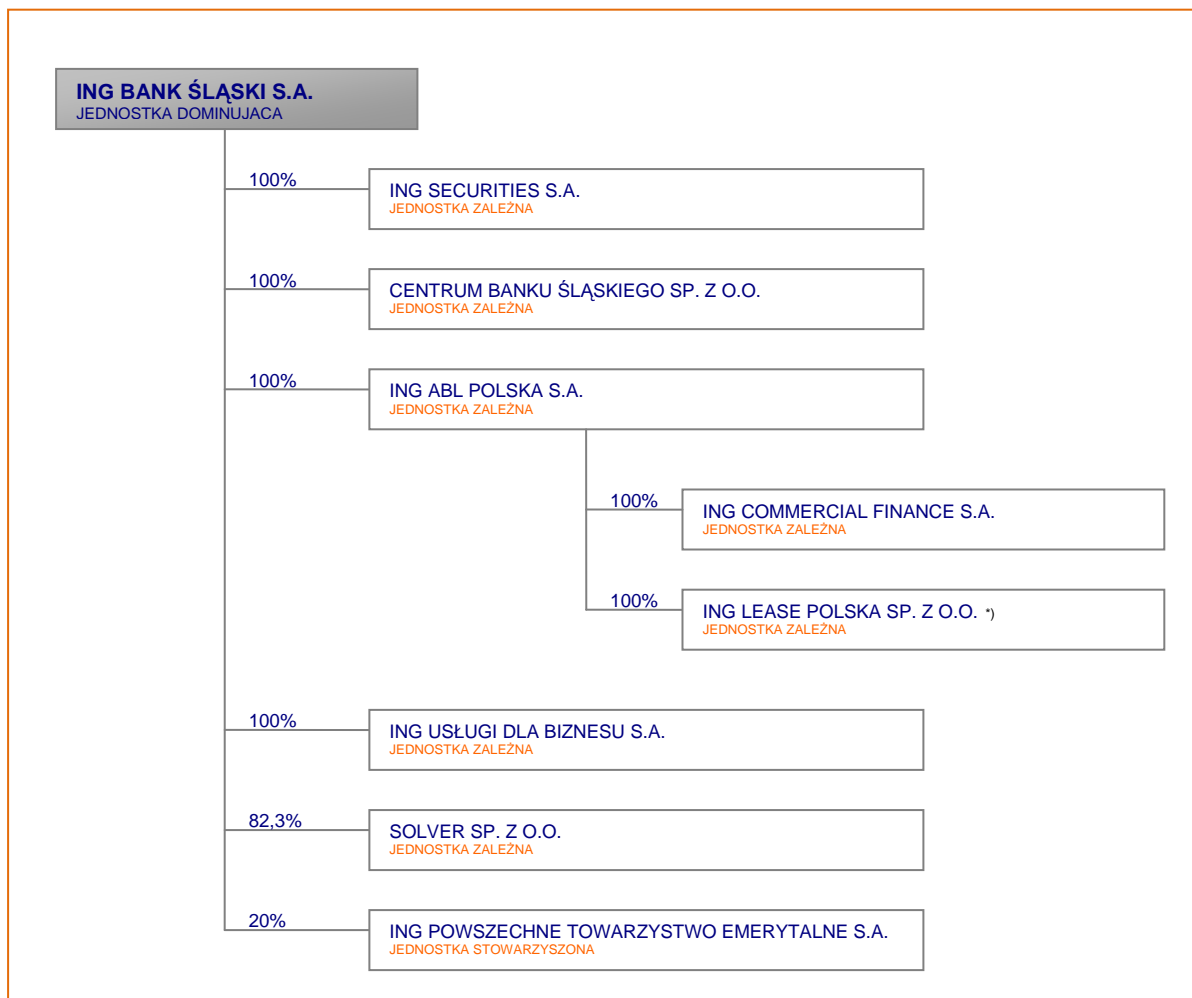 ING BANK ŚLĄSKI S.A.
JEDNOSTKA DOMINUJACA
100%
ING SECURITIES S.A.
JEDNOSTKA ZALEŻNA
100%
CENTRUM BANKU ŚLĄSKIEGO SP. Z O.O.
JEDNOSTKA ZALEŻNA
100%
ING ABL POLSKA S.A.
JEDNOSTKA ZALEŻNA
100%
ING COMMERCIAL FINANCE S.A.
JEDNOSTKA ZALEŻNA
100%
ING LEASE POLSKA SP. Z O.O. *)
JEDNOSTKA ZALEŻNA
100%
ING USŁUGI DLA BIZNESU S.A.
JEDNOSTKA ZALEŻNA
82,3%
SOLVER SP. Z O.O.
JEDNOSTKA ZALEŻNA
20%
ING POWSZECHNE TOWARZYSTWO EMERYTALNE S.A.
JEDNOSTKA STOWARZYSZONA